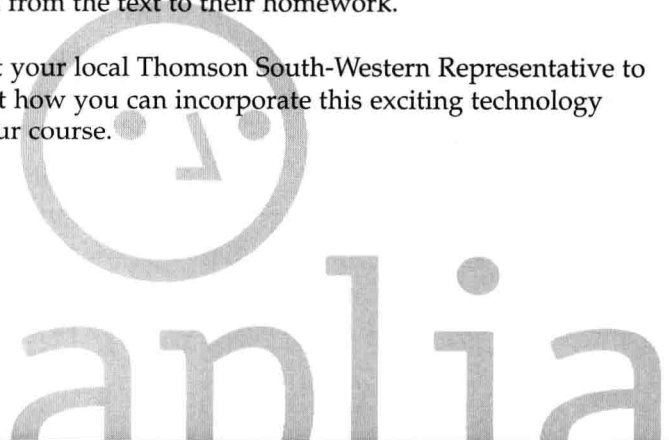 from the text to their homework.
your local Thomson South-Western Representative to
t how you can incorporate this exciting technology
ur course.
aplia